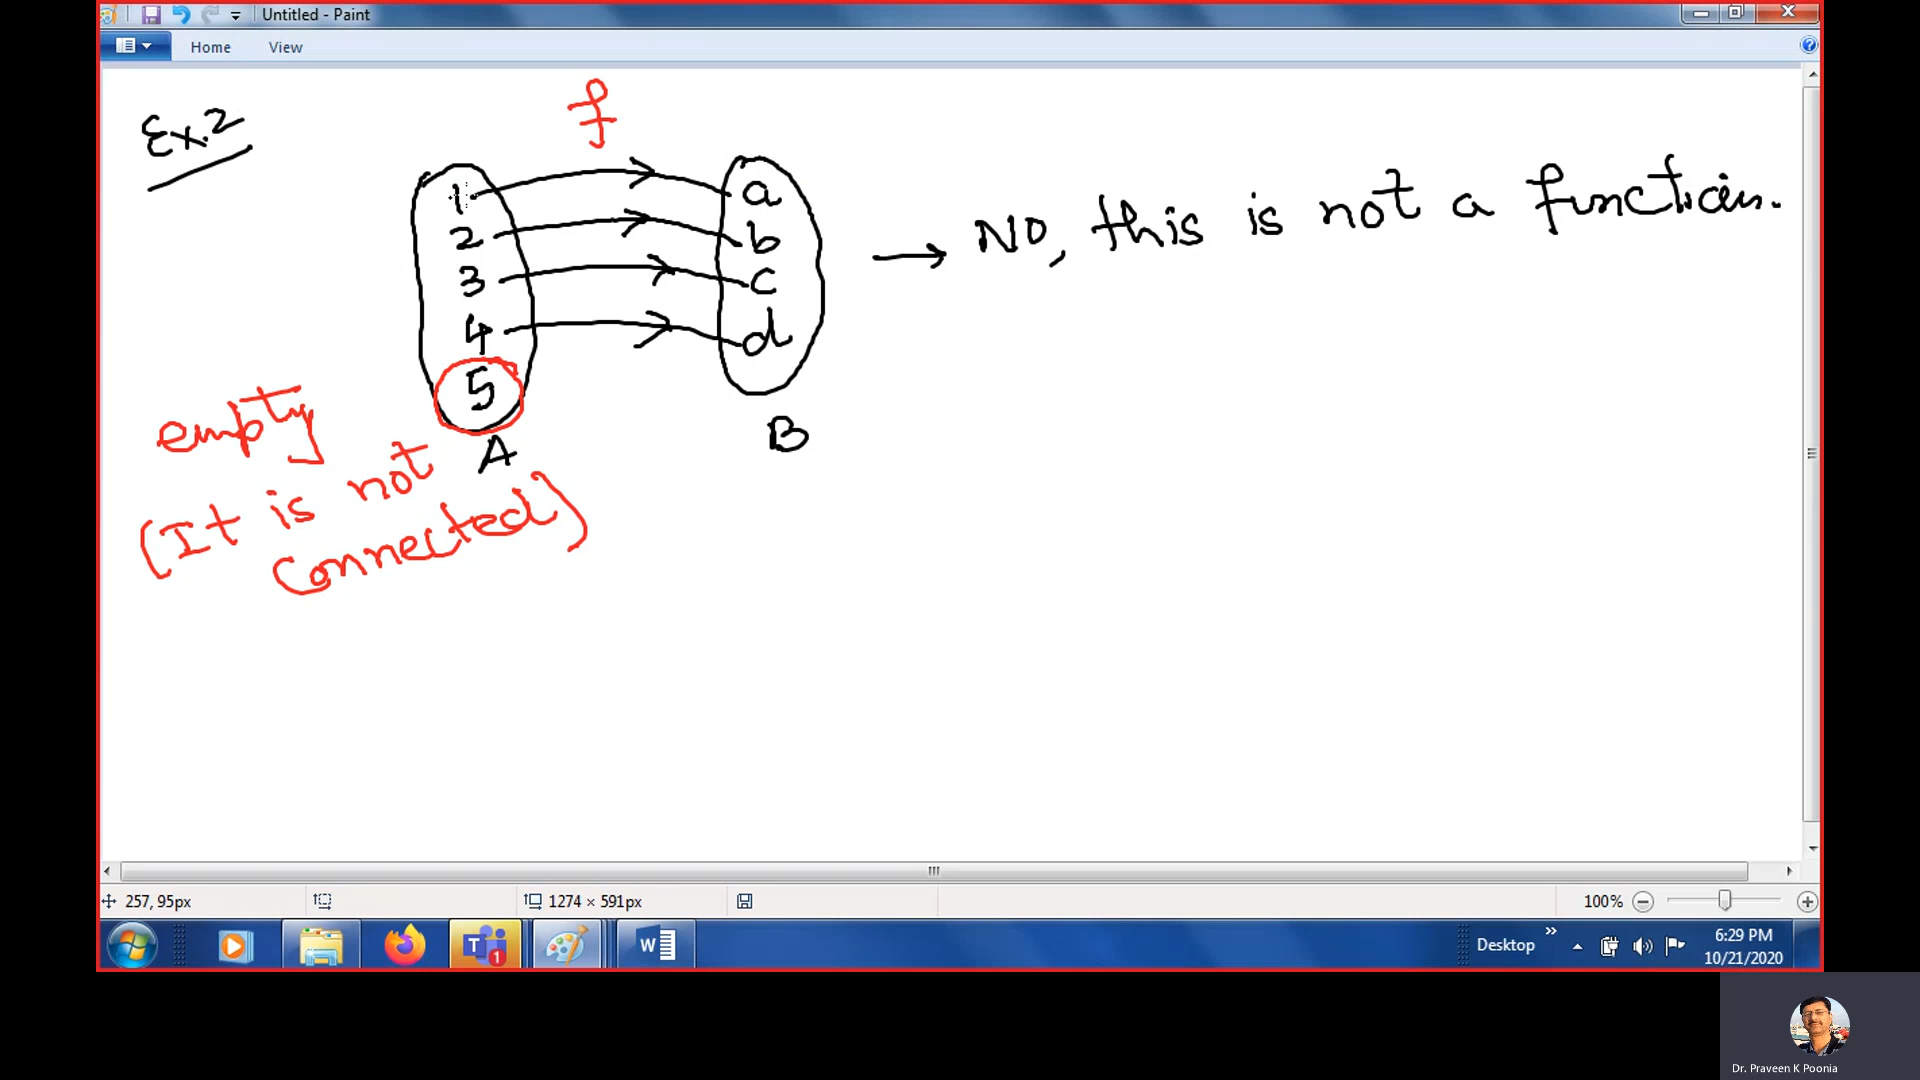 Untitled - Paint
Home View
Ex.2
f
1 a
2 b
3 c
4 d
5
A
B
→ NO, this is not a function.
empty
(It is not
connected)
257, 95px
1274 × 591px
100%
Desktop
6:29 PM
10/21/2020
1
W
Dr. Praveen K Poonia